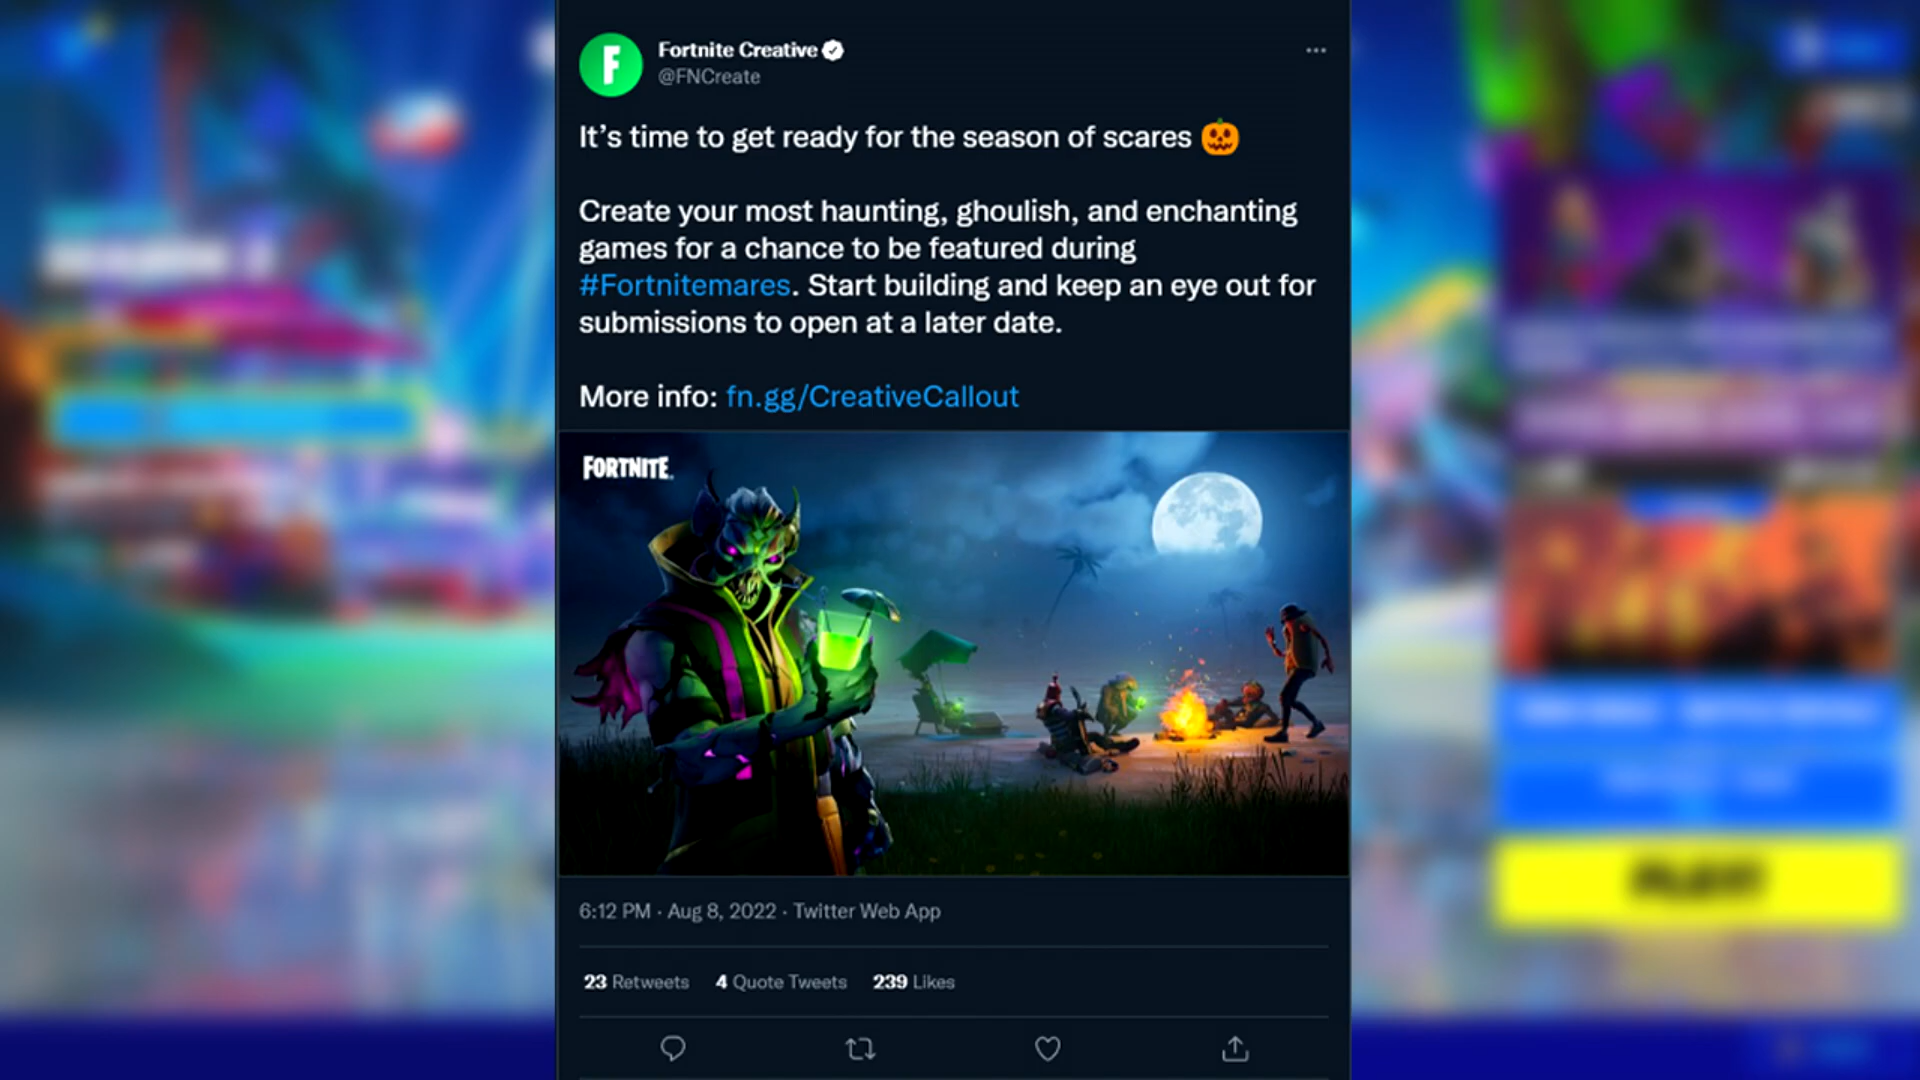 Fortnite Creative
@FNCreate
It’s time to get ready for the season of scares 🎃
Create your most haunting, ghoulish, and enchanting
games for a chance to be featured during
#Fortnitemares. Start building and keep an eye out for
submissions to open at a later date.
More info: fn.gg/CreativeCallout
FORTNITE
6:12 PM · Aug 8, 2022 · Twitter Web App
23 Retweets 4 Quote Tweets 239 Likes